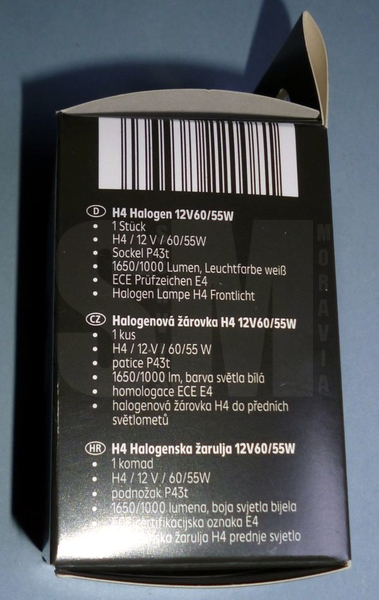 D H4 Halogen 12V60/55W
• 1 Stück
• H4 / 12 V / 60/55W
• Sockel P43t
• 1650/1000 Lumen, Leuchtfarbe weiß
• ECE Prüfzeichen E4
• Halogen Lampe H4 Frontlicht
CZ Halogenová žárovka H4 12V60/55W
• 1 kus
• H4 / 12 V / 60/55 W
• patice P43t
• 1650/1000 lm, barva světla bílá
• homologace ECE E4
• halogenová žárovka H4 do předních
světlometů
HR H4 Halogenska žarulja 12V60/55W
• 1 komad
• H4 / 12 V / 60/55W
• podnožak P43t
• 1650/1000 lumena, boja svjetla bijela
• certifikacijska oznaka E4
• žarulja H4 prednje svjetlo
SM
MORAVIA